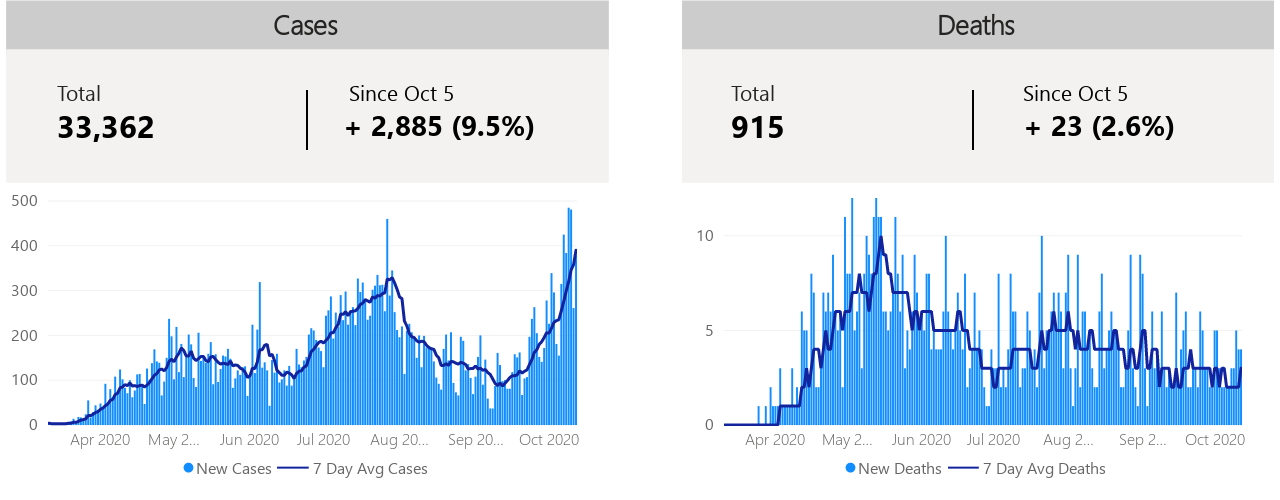 Cases
Total
33,362
Since Oct 5
+ 2,885 (9.5%)
500
400
300
200
100
0
Apr 2020 May 2... Jun 2020 Jul 2020 Aug 20... Sep 20... Oct 2020
New Cases 7 Day Avg Cases
Deaths
Total
915
Since Oct 5
+ 23 (2.6%)
10
5
0
Apr 2020 May 2... Jun 2020 Jul 2020 Aug 2... Sep 2... Oct 2020
New Deaths 7 Day Avg Deaths